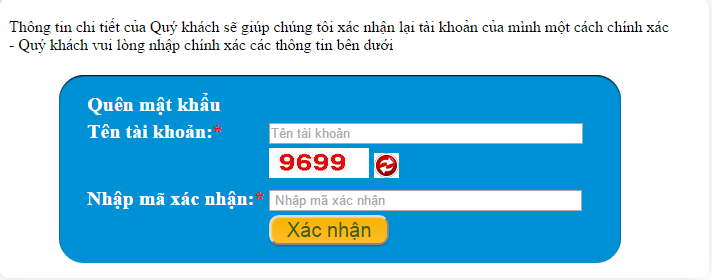 Thông tin chi tiết của Quý khách sẽ giúp chúng tôi xác nhận lại tài khoản của mình một cách chính xác
- Quý khách vui lòng nhập chính xác các thông tin bên dưới
Quên mật khẩu
Tên tài khoản:* Tên tài khoản
9699
Nhập mã xác nhận:* Nhập mã xác nhận
Xác nhận